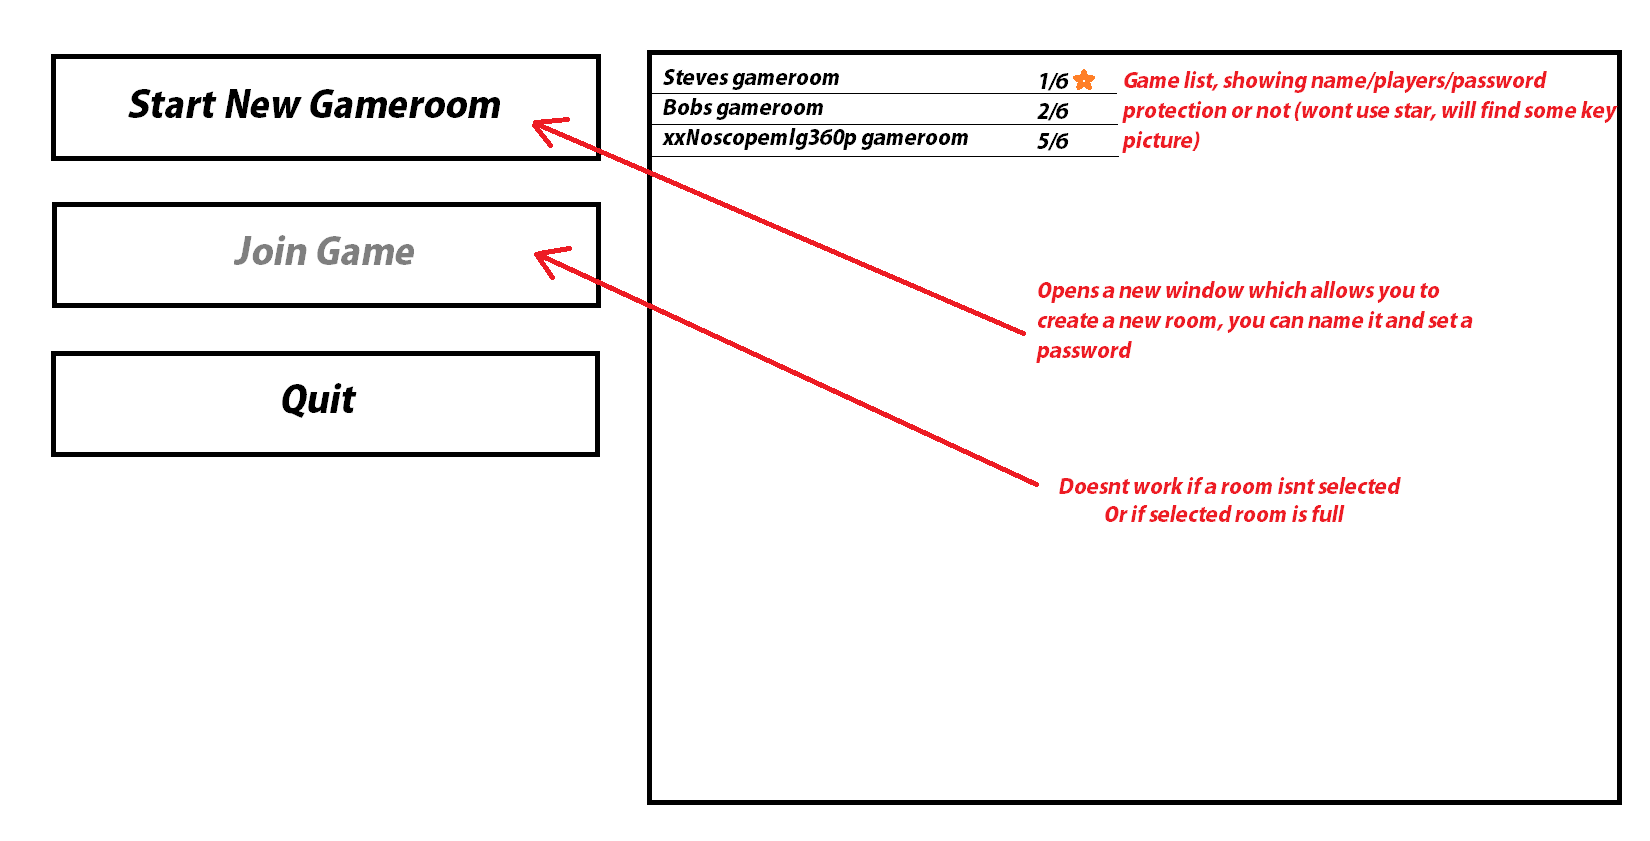 Start New Gameroom
Join Game
Quit
Steves gameroom 1/6
Bobs gameroom 2/6
xxNoscopemlg360p gameroom 5/6
Game list, showing name/players/password
protection or not (wont use star, will find some key
picture)
Opens a new window which allows you to
create a new room, you can name it and set a
password
Doesnt work if a room isnt selected
Or if selected room is full